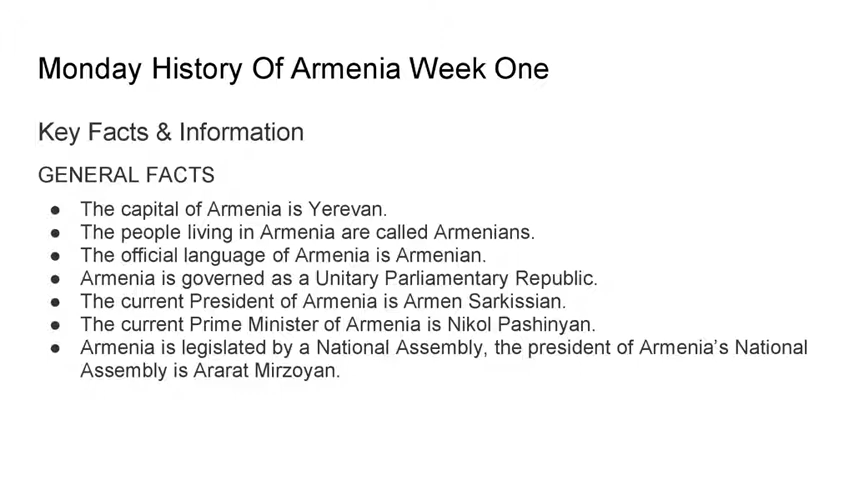 Monday History Of Armenia Week One
Key Facts & Information
GENERAL FACTS
● The capital of Armenia is Yerevan.
● The people living in Armenia are called Armenians.
● The official language of Armenia is Armenian.
● Armenia is governed as a Unitary Parliamentary Republic.
● The current President of Armenia is Armen Sarkissian.
● The current Prime Minister of Armenia is Nikol Pashinyan.
● Armenia is legislated by a National Assembly, the president of Armenia's National
Assembly is Ararat Mirzoyan.